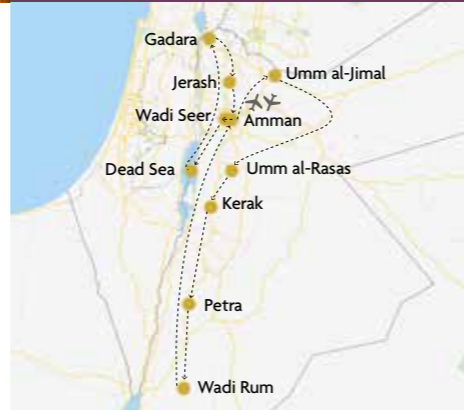 Gadara
Umm al-Jimal
Jerash
Wadi Seer
Amman
Dead Sea
Umm al-Rasas
Kerak
Petra
Wadi Rum